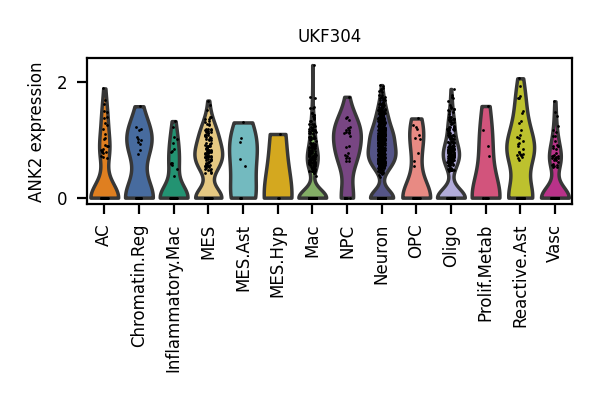 UKF304
ANK2 expression
2
0
AC
Chromatin.Reg
Inflammatory.Mac
MES
MES.Ast
MES.Hyp
Mac
NPC
Neuron
OPC
Oligo
Prolif.Metab
Reactive.Ast
Vasc